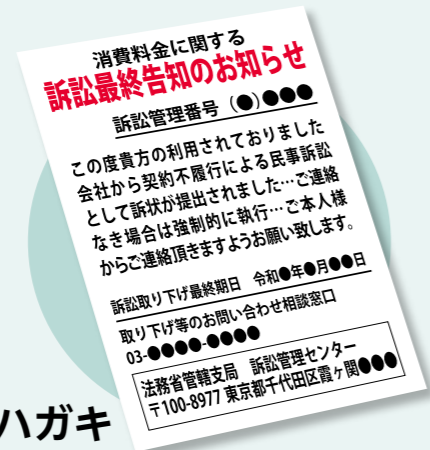 消費料金に関する
訴訟最終告知のお知らせ
訴訟管理番号（●）●●●
この度貴方の利用されておりました
会社から契約不履行による民事訴訟
として訴状が提出されました…ご連絡
なき場合は強制的に執行…ご本人様
からご連絡頂きますようお願い致します。
訴訟取り下げ最終期日　令和●年●月●●日
取り下げ等のお問い合わせ相談窓口
03-●●●●-●●●●
法務省管轄支局　訴訟管理センター
〒100-8977 東京都千代田区霞ヶ関●●●
ハガキ